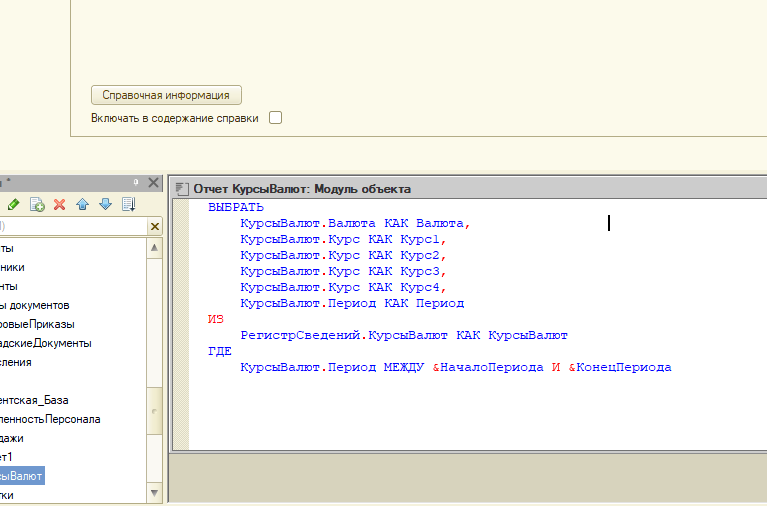 Справочная информация
Включать в содержание справки
Отчет КурсыВалют: Модуль объекта
ВЫБРАТЬ
КурсыВалют.Валюта КАК Валюта,
КурсыВалют.Курс КАК Курс1,
КурсыВалют.Курс КАК Курс2,
КурсыВалют.Курс КАК Курс3,
КурсыВалют.Курс КАК Курс4,
КурсыВалют.Период КАК Период
ИЗ
РегистрСведений.КурсыВалют КАК КурсыВалют
ГДЕ
КурсыВалют.Период МЕЖДУ &НачалоПериода И &КонецПериода
ты
ники
нты
ы документов
ровыеПриказы
адскиеДокументы
сления
ентская_База
ленностьПерсонала
дажи
ет1
сыВалют
тки